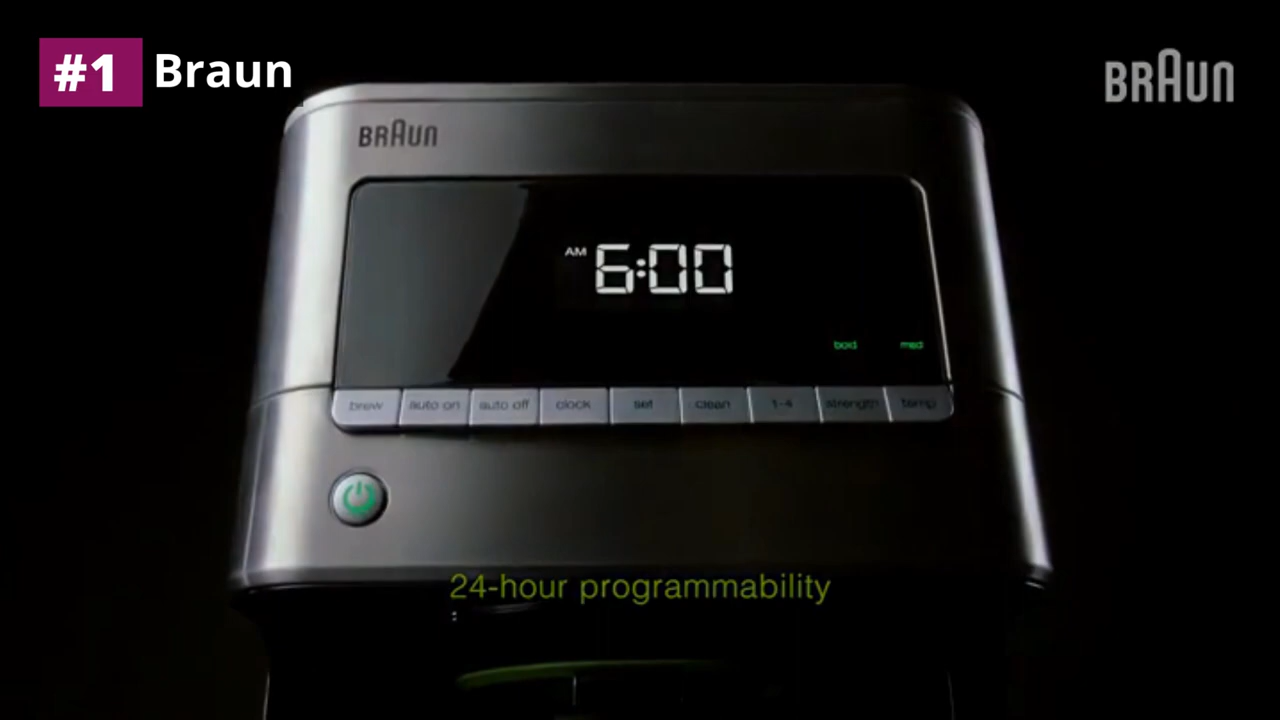 #1 Braun
BRAUN
BRAUN
AM 6:00
bold med
brew auto on auto off clock set clean 1-4 strength temp
24-hour programmability